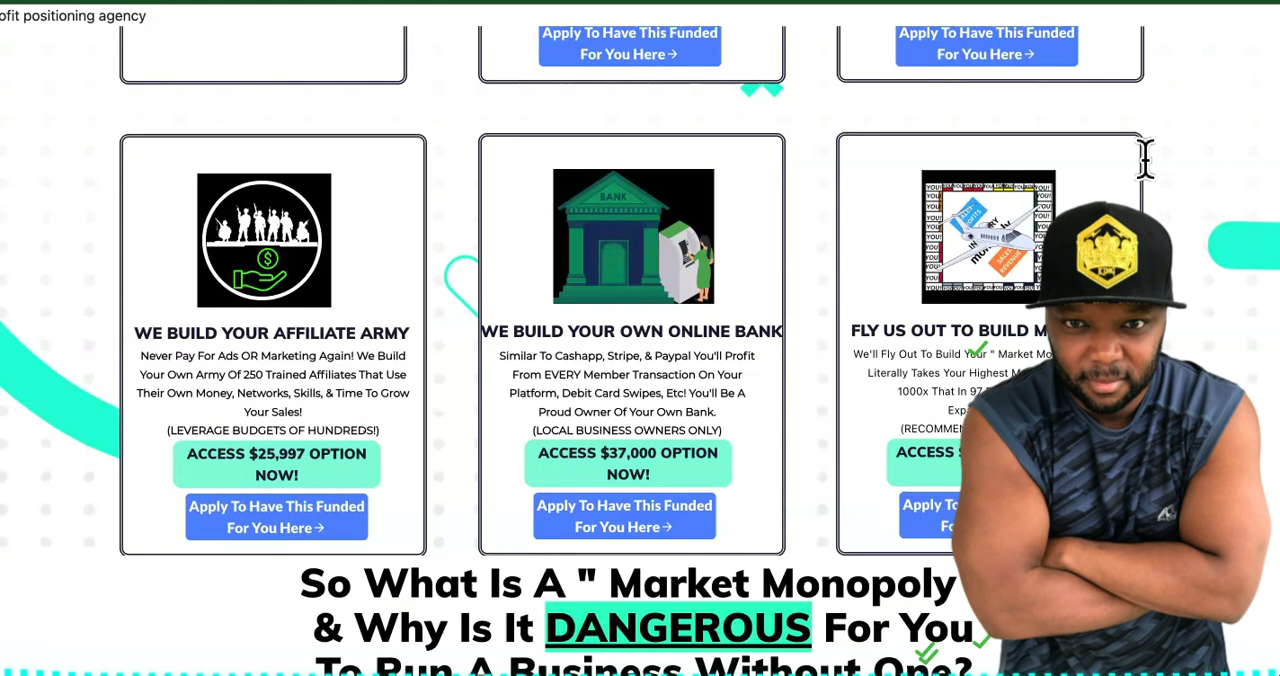 ofit positioning agency
Apply To Have This Funded
For You Here→
Apply To Have This Funded
For You Here→
WE BUILD YOUR AFFILIATE ARMY
Never Pay For Ads OR Marketing Again! We Build
Your Own Army Of 250 Trained Affiliates That Use
Their Own Money, Networks, Skills, & Time To Grow
Your Sales!
(LEVERAGE BUDGETS OF HUNDREDS!)
ACCESS $25,997 OPTION
NOW!
Apply To Have This Funded
For You Here→
BANK
WE BUILD YOUR OWN ONLINE BANK
Similar To Cashapp, Stripe, & Paypal You'll Profit
From EVERY Member Transaction On Your
Platform, Debit Card Swipes, Etc! You'll Be A
Proud Owner Of Your Own Bank.
(LOCAL BUSINESS OWNERS ONLY)
ACCESS $37,000 OPTION
NOW!
Apply To Have This Funded
For You Here→
FLY US OUT TO BUILD M
We'll Fly Out To Build Your " Market Mo
Literally Takes Your Highest M
1000x That In 97
Exp
(RECOMMEN
ACCESS
Apply
KING
So What Is A " Market Monopoly
& Why Is It DANGEROUS For You
To Run A Business Without One?